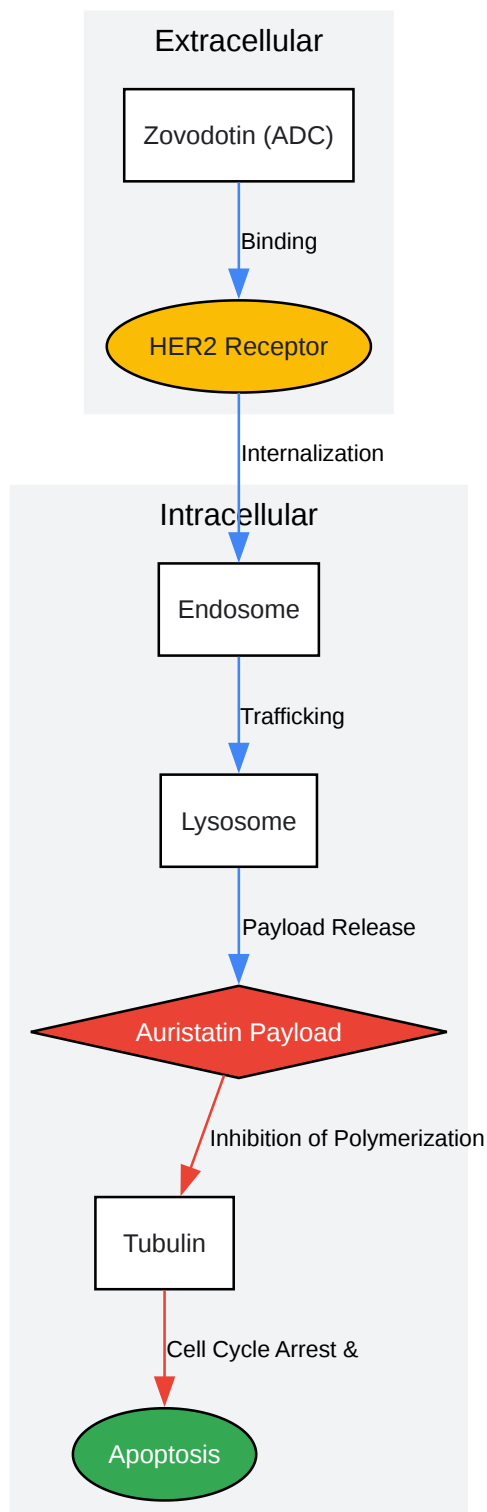 Extracellular
Zovodotin (ADC)
Binding
HER2 Receptor
Internalization
Intracellular
Endosome
Trafficking
Lysosome
Payload Release
Auristatin Payload
Inhibition of Polymerization
Tubulin
Cell Cycle Arrest &
Apoptosis